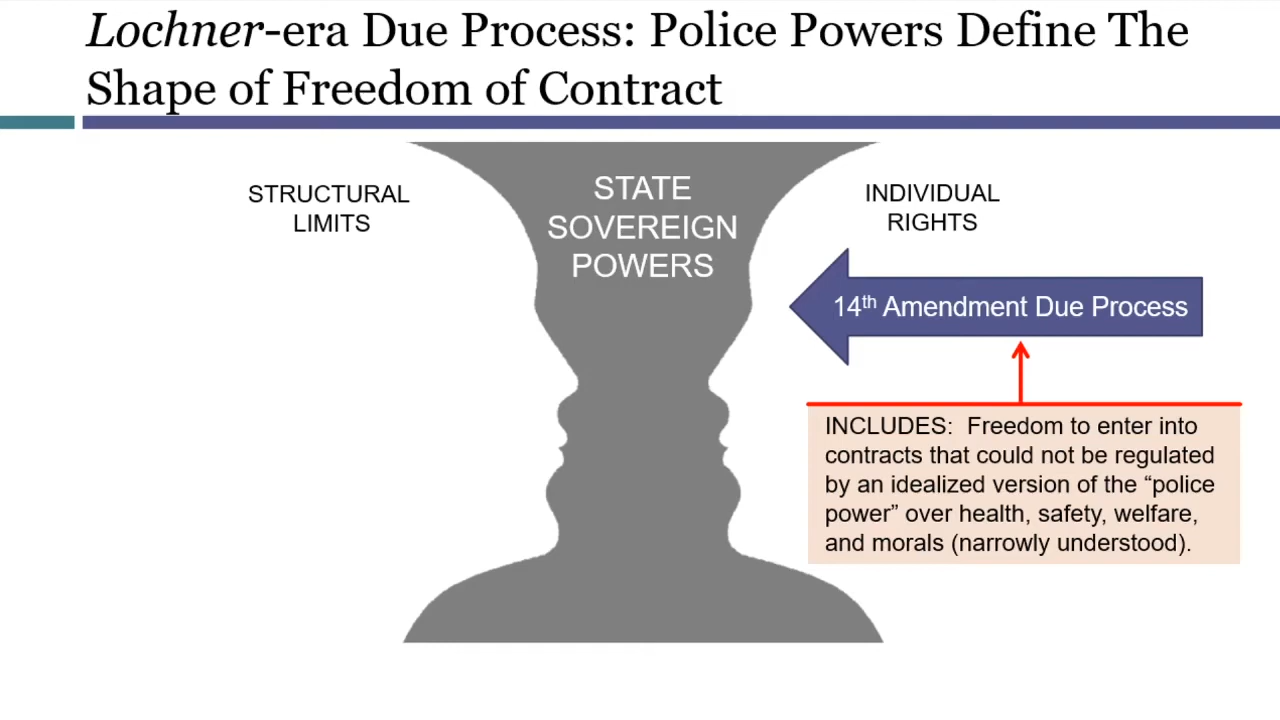 Lochner-era Due Process: Police Powers Define The
Shape of Freedom of Contract
STRUCTURAL
LIMITS
STATE
SOVEREIGN
POWERS
INDIVIDUAL
RIGHTS
14th Amendment Due Process
INCLUDES: Freedom to enter into
contracts that could not be regulated
by an idealized version of the “police
power” over health, safety, welfare,
and morals (narrowly understood).